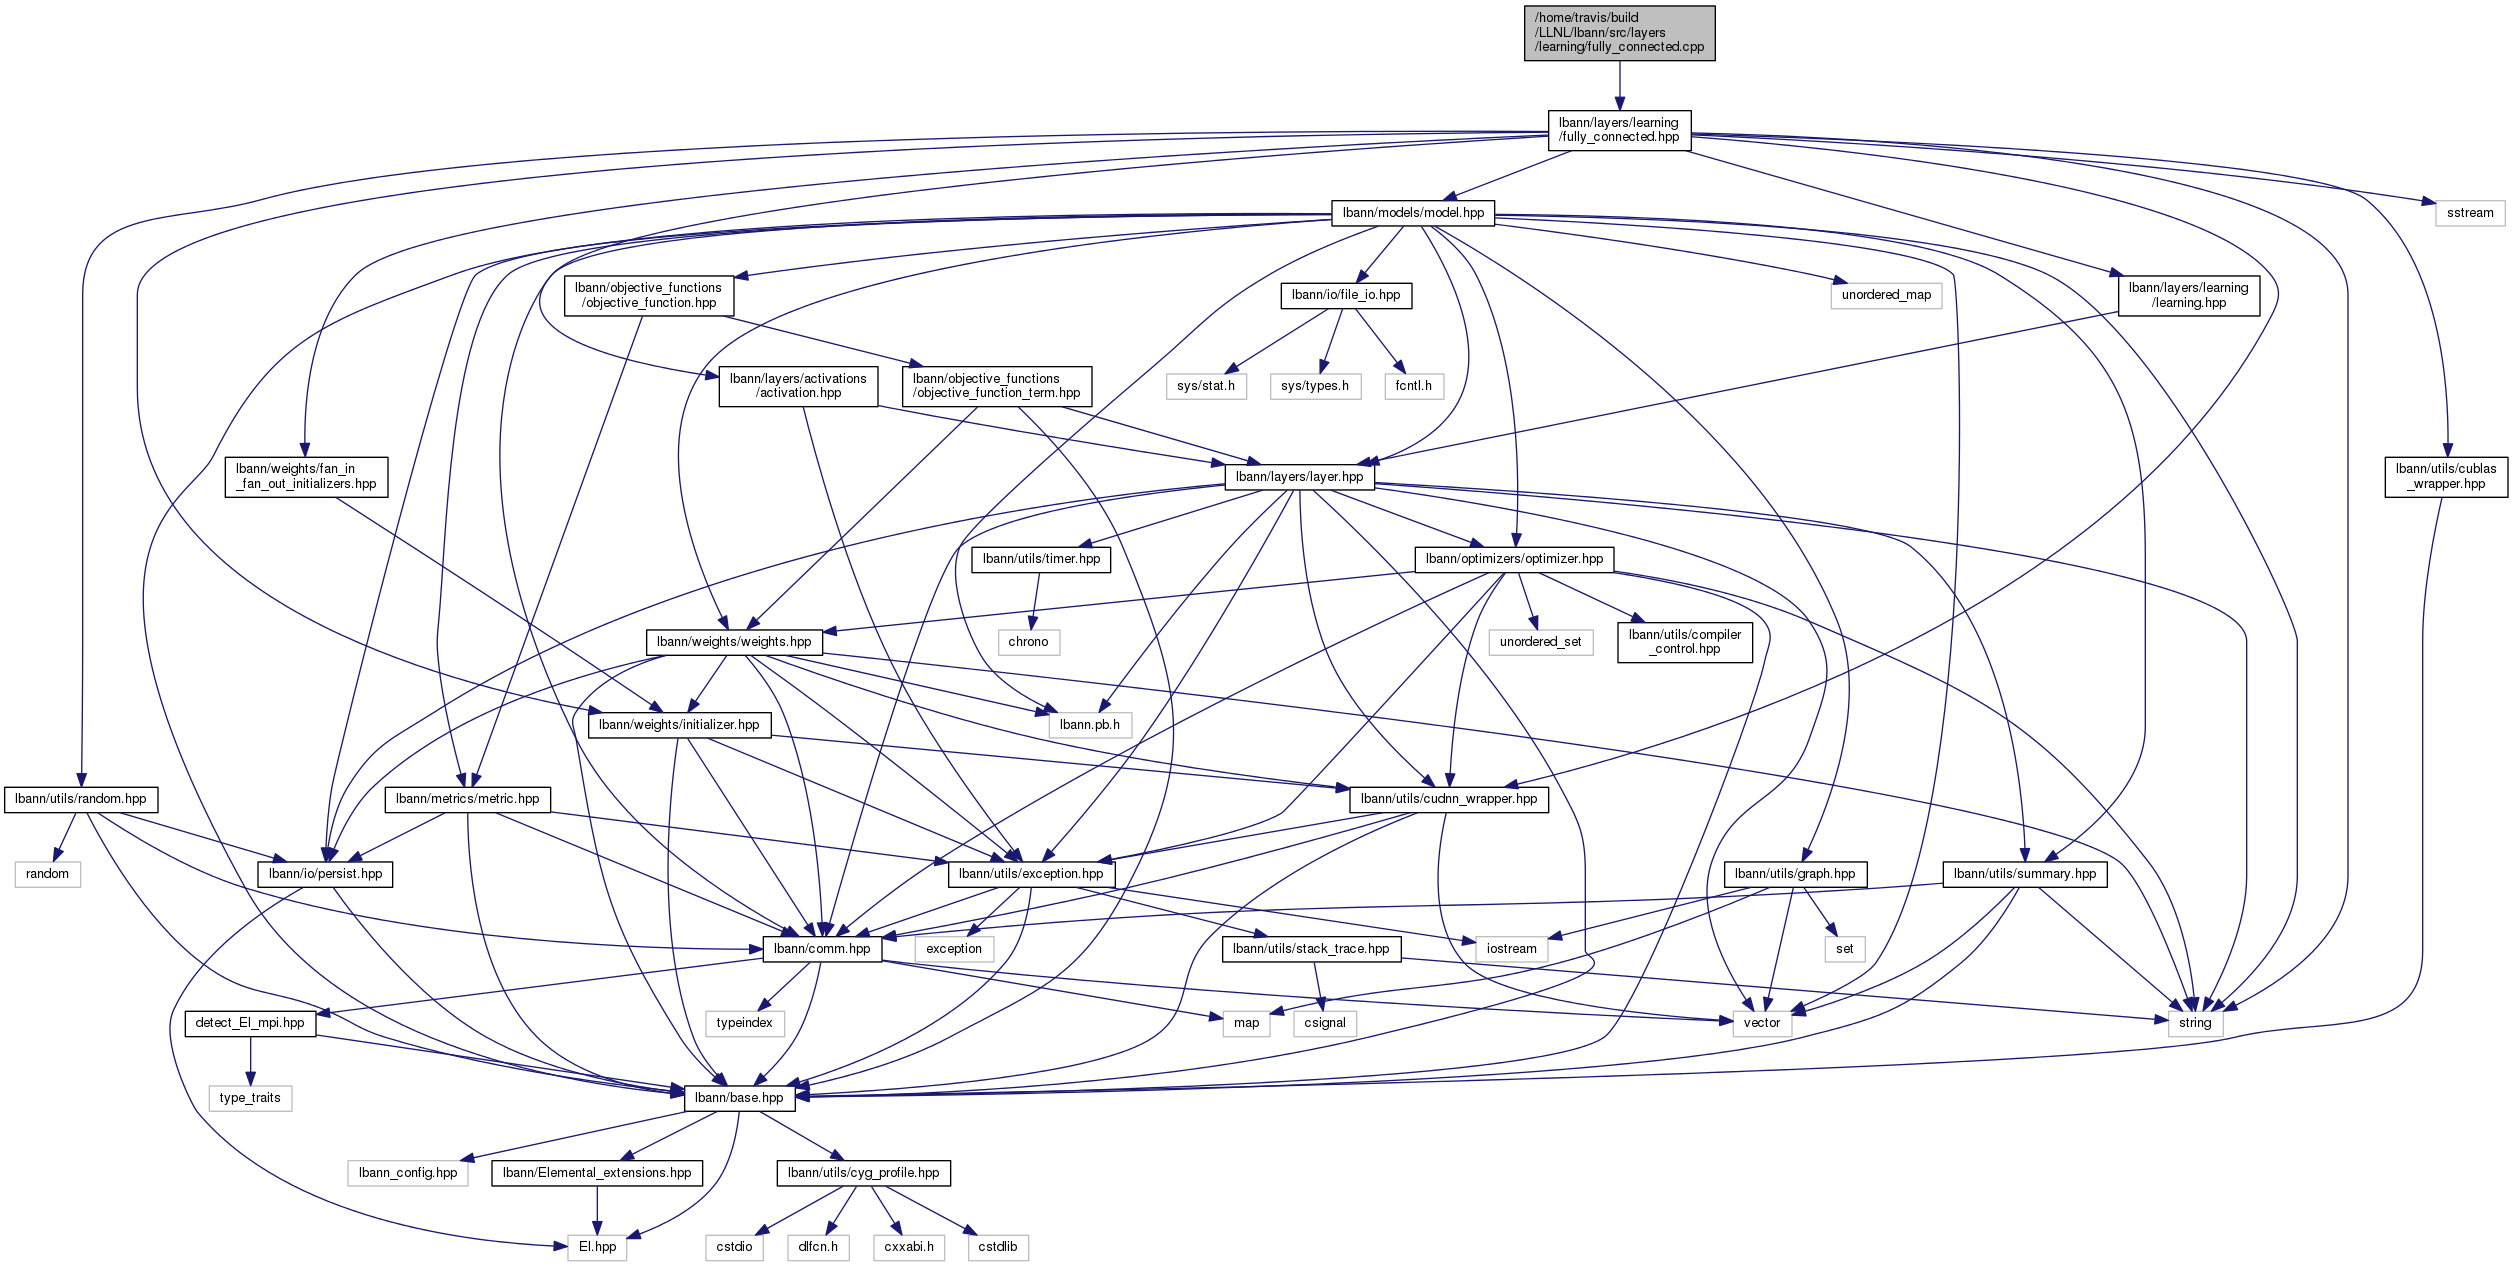 /home/travis/build
/LLNL/lbann/src/layers
/learning/fully_connected.cpp
lbann/layers/learning
/fully_connected.hpp
lbann/models/model.hpp
sstream
lbann/objective_functions
/objective_function.hpp
lbann/io/file_io.hpp
unordered_map
lbann/layers/learning
/learning.hpp
lbann/layers/activations
/activation.hpp
lbann/objective_functions
/objective_function_term.hpp
sys/stat.h
sys/types.h
fcntl.h
lbann/weights/fan_in
_fan_out_initializers.hpp
lbann/layers/layer.hpp
lbann/utils/cublas
_wrapper.hpp
lbann/utils/timer.hpp
lbann/optimizers/optimizer.hpp
lbann/weights/weights.hpp
chrono
unordered_set
lbann/utils/compiler
_control.hpp
lbann/weights/initializer.hpp
lbann.pb.h
lbann/utils/random.hpp
lbann/metrics/metric.hpp
lbann/utils/cudnn_wrapper.hpp
random
lbann/io/persist.hpp
lbann/utils/exception.hpp
lbann/utils/graph.hpp
lbann/utils/summary.hpp
lbann/comm.hpp
exception
lbann/utils/stack_trace.hpp
iostream
set
detect_El_mpi.hpp
typeindex
map
csignal
vector
string
type_traits
lbann/base.hpp
lbann_config.hpp
lbann/Elemental_extensions.hpp
lbann/utils/cyg_profile.hpp
El.hpp
cstdio
dlfcn.h
cxxabi.h
cstdlib